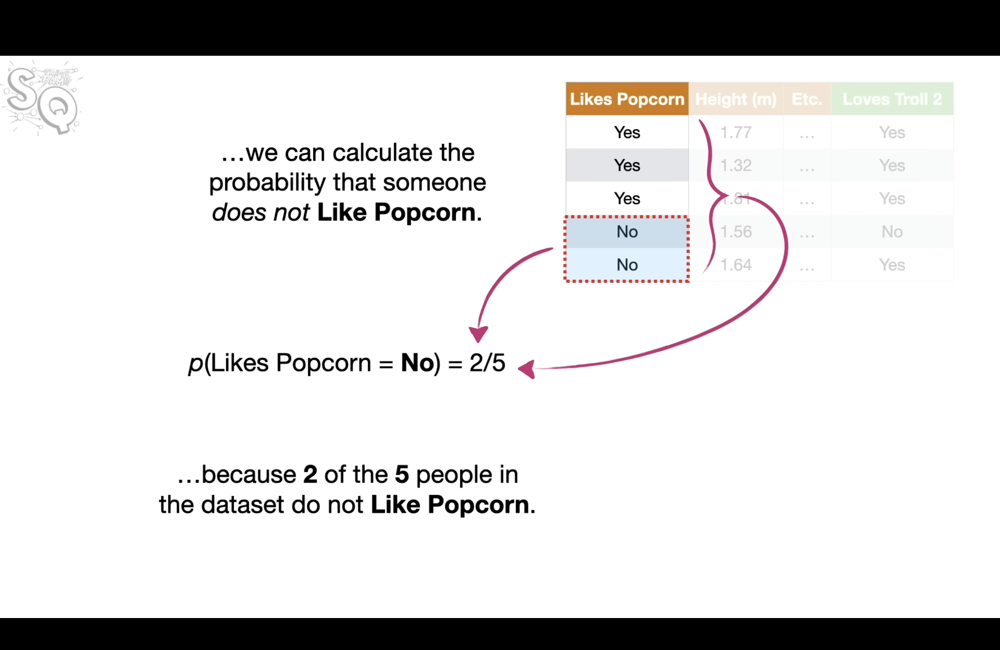 SQ
TRIPLE
BAM!!!
Likes Popcorn Height (m) Etc. Loves Troll 2
Yes 1.77 ... Yes
Yes 1.32 ... Yes
Yes 1.81 ... Yes
No 1.56 ... No
No 1.64 ... Yes
...we can calculate the
probability that someone
does not Like Popcorn.
p(Likes Popcorn = No) = 2/5
...because 2 of the 5 people in
the dataset do not Like Popcorn.